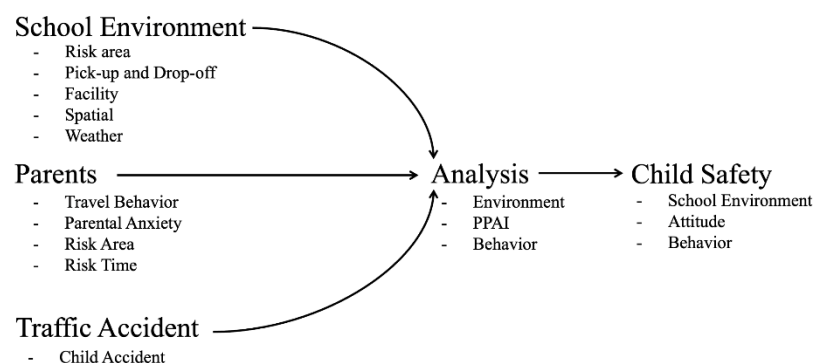 School Environment
- Risk area
- Pick-up and Drop-off
- Facility
- Spatial
- Weather
Parents
- Travel Behavior
- Parental Anxiety
- Risk Area
- Risk Time
Traffic Accident
- Child Accident
Analysis
- Environment
- PPAI
- Behavior
Child Safety
- School Environment
- Attitude
- Behavior